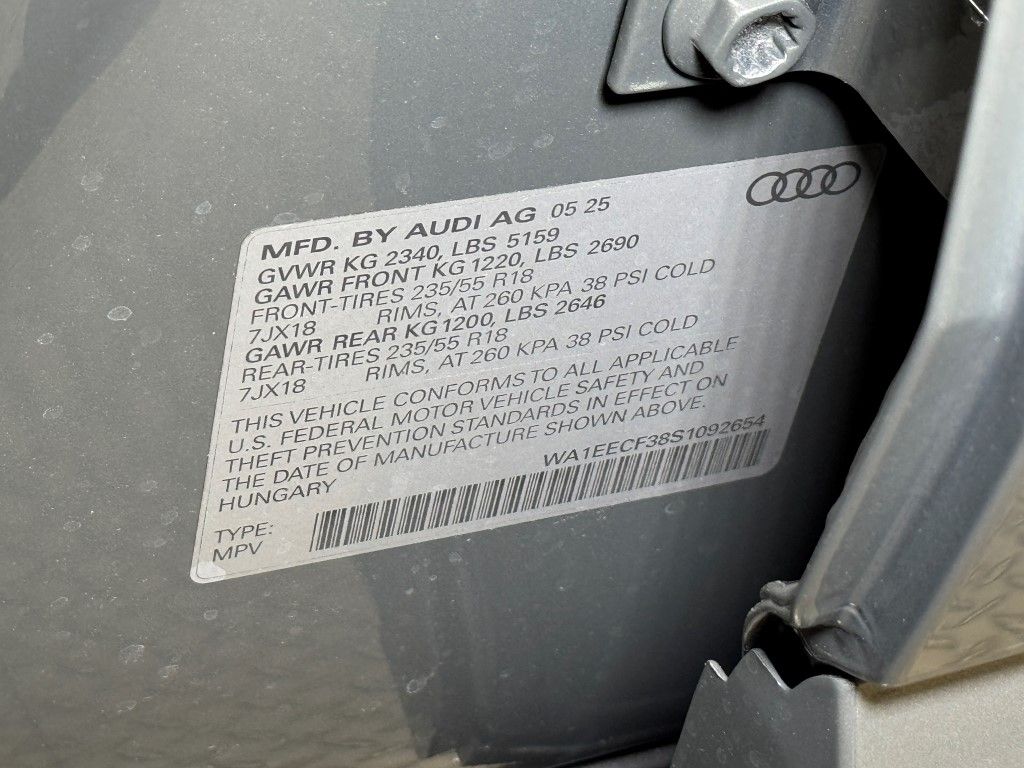 MFD. BY AUDI AG 05 25
GVWR KG 2340, LBS 5159
GAWR FRONT KG 1220, LBS 2690
FRONT-TIRES 235/55 R18
7JX18 RIMS, AT 260 KPA 38 PSI COLD
GAWR REAR KG 1200, LBS 2646
REAR-TIRES 235/55 R18
7JX18 RIMS, AT 260 KPA 38 PSI COLD
THIS VEHICLE CONFORMS TO ALL APPLICABLE
U.S. FEDERAL MOTOR VEHICLE SAFETY AND
THEFT PREVENTION STANDARDS IN EFFECT ON
THE DATE OF MANUFACTURE SHOWN ABOVE.
HUNGARY
WA1EECF38S1092654
TYPE:
MPV